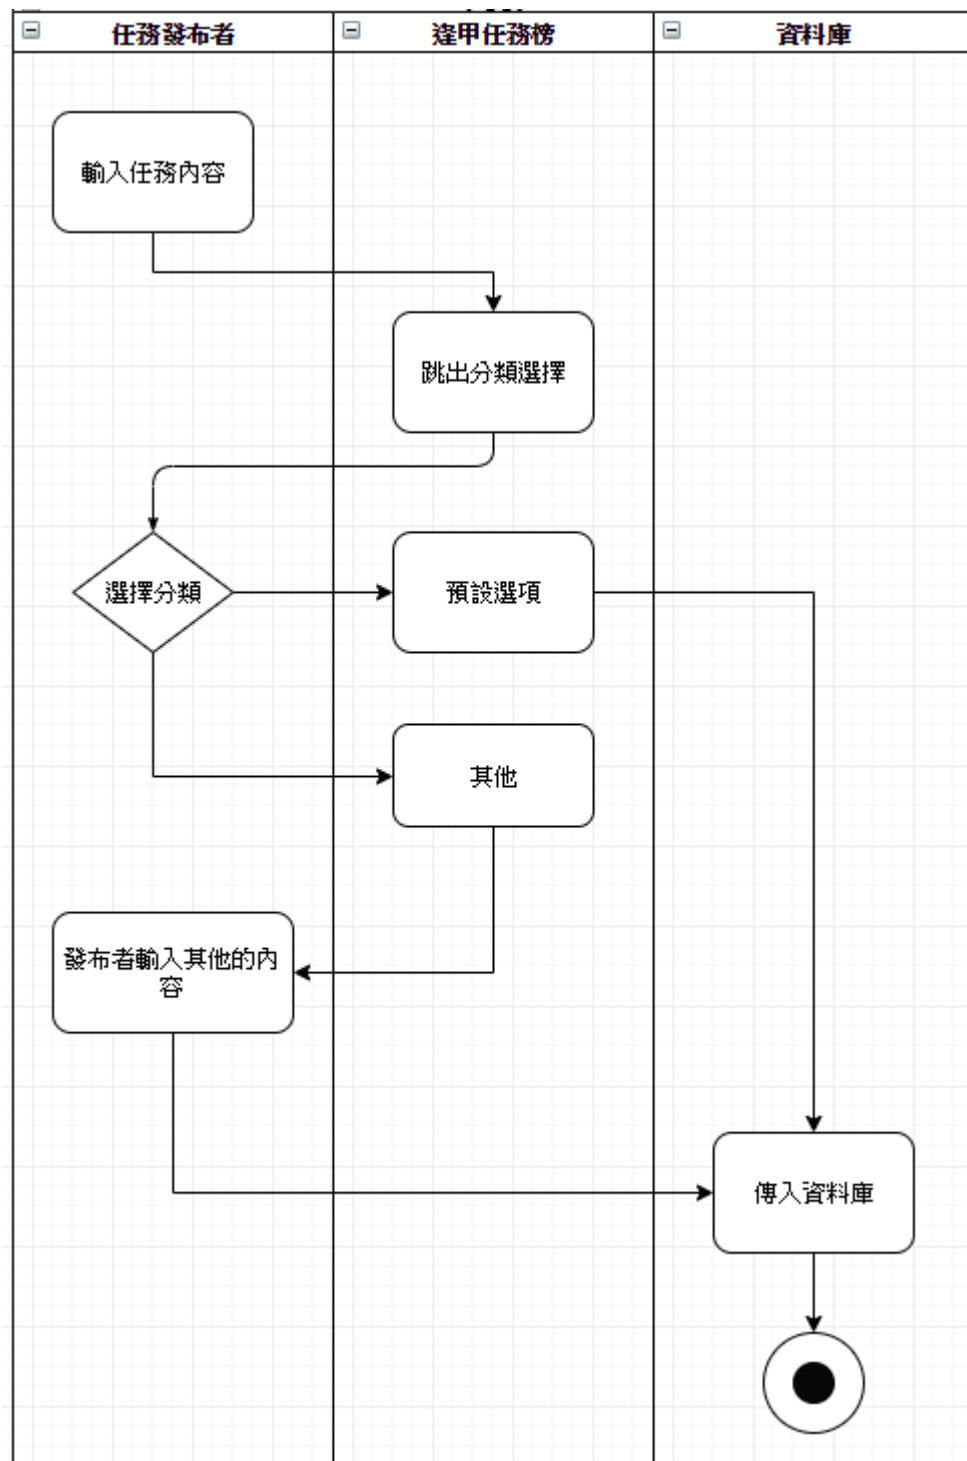 任務發布者
逢甲任務榜
資料庫
輸入任務內容
跳出分類選擇
選擇分類
預設選項
其他
發布者輸入其他的內
容
傳入資料庫